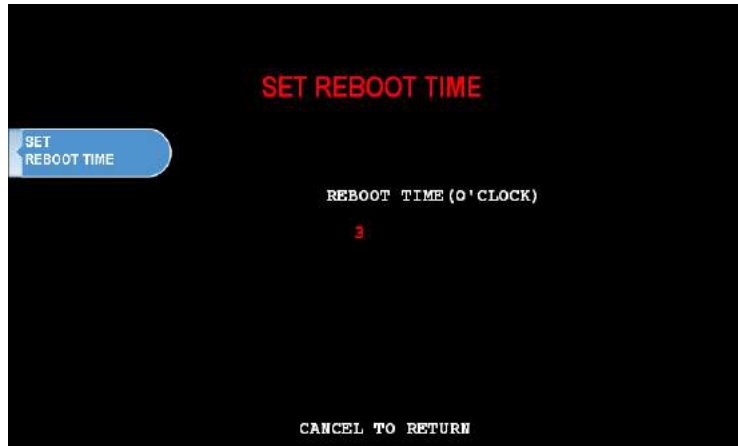 SET REBOOT TIME
SET
REBOOT TIME
REBOOT TIME(O'CLOCK)
3
CANCEL TO RETURN